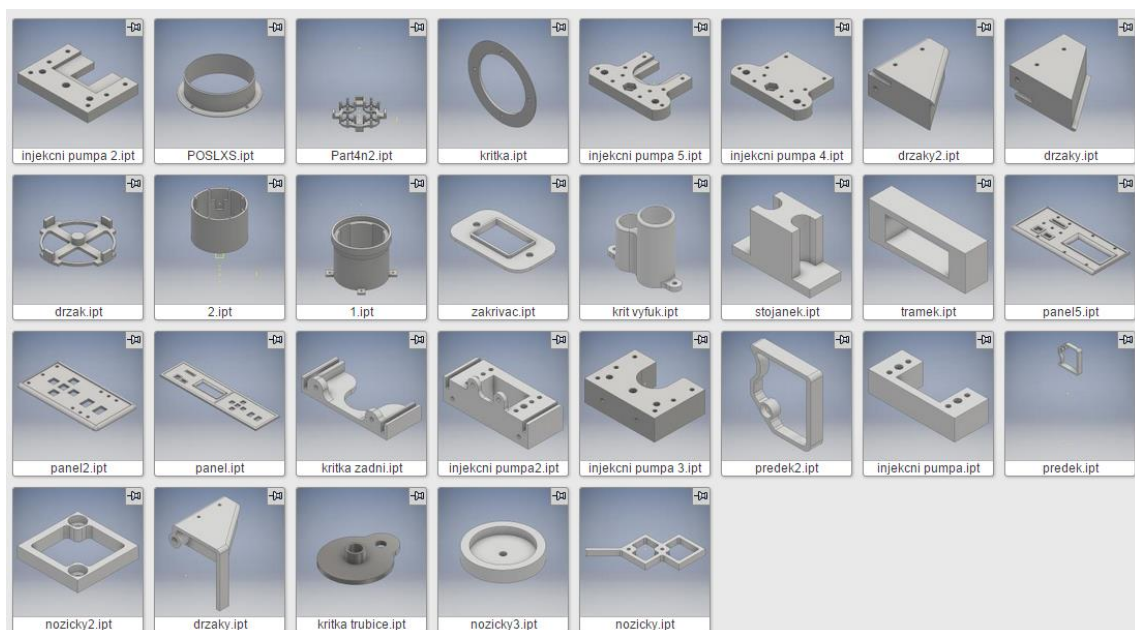 injekcni pumpa 2.ipt
POSLXS.ipt
Part4n2.ipt
kritka.ipt
injekcni pumpa 5.ipt
injekcni pumpa 4.ipt
drzaky2.ipt
drzaky.ipt
drzak.ipt
2.ipt
1.ipt
zakrivac.ipt
krit vyfuk.ipt
stojanek.ipt
tramek.ipt
panel5.ipt
panel2.ipt
panel.ipt
kritka zadni.ipt
injekcni pumpa2.ipt
injekcni pumpa 3.ipt
predek2.ipt
injekcni pumpa.ipt
predek.ipt
nozicky2.ipt
drzaky.ipt
kritka trubice.ipt
nozicky3.ipt
nozicky.ipt